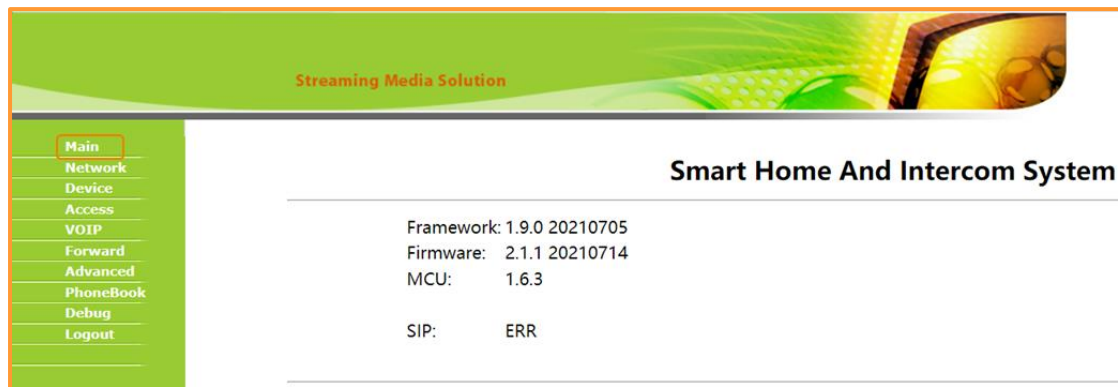 Streaming Media Solution
Main
Network
Device
Access
VOIP
Forward
Advanced
PhoneBook
Debug
Logout
Smart Home And Intercom System
Framework: 1.9.0 20210705
Firmware: 2.1.1 20210714
MCU: 1.6.3
SIP: ERR